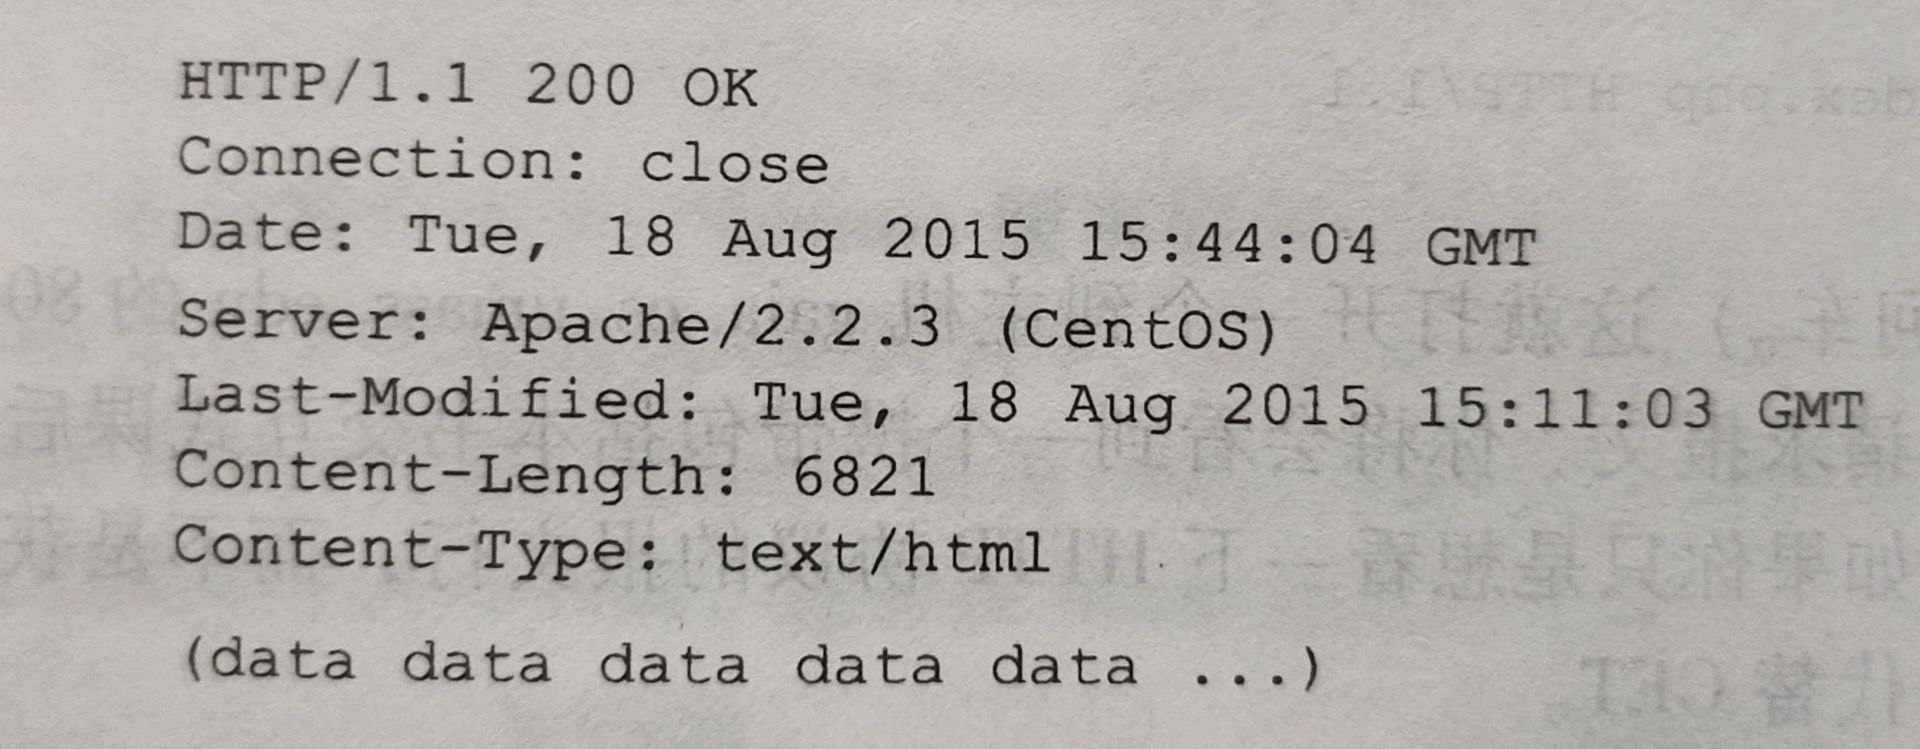 HTTP/1.1 200 OK
Connection: close
Date: Tue, 18 Aug 2015 15:44:04 GMT
Server: Apache/2.2.3 (CentOS)
Last-Modified: Tue, 18 Aug 2015 15:11:03 GMT
Content-Length: 6821
Content-Type: text/html
(data data data data data ...)